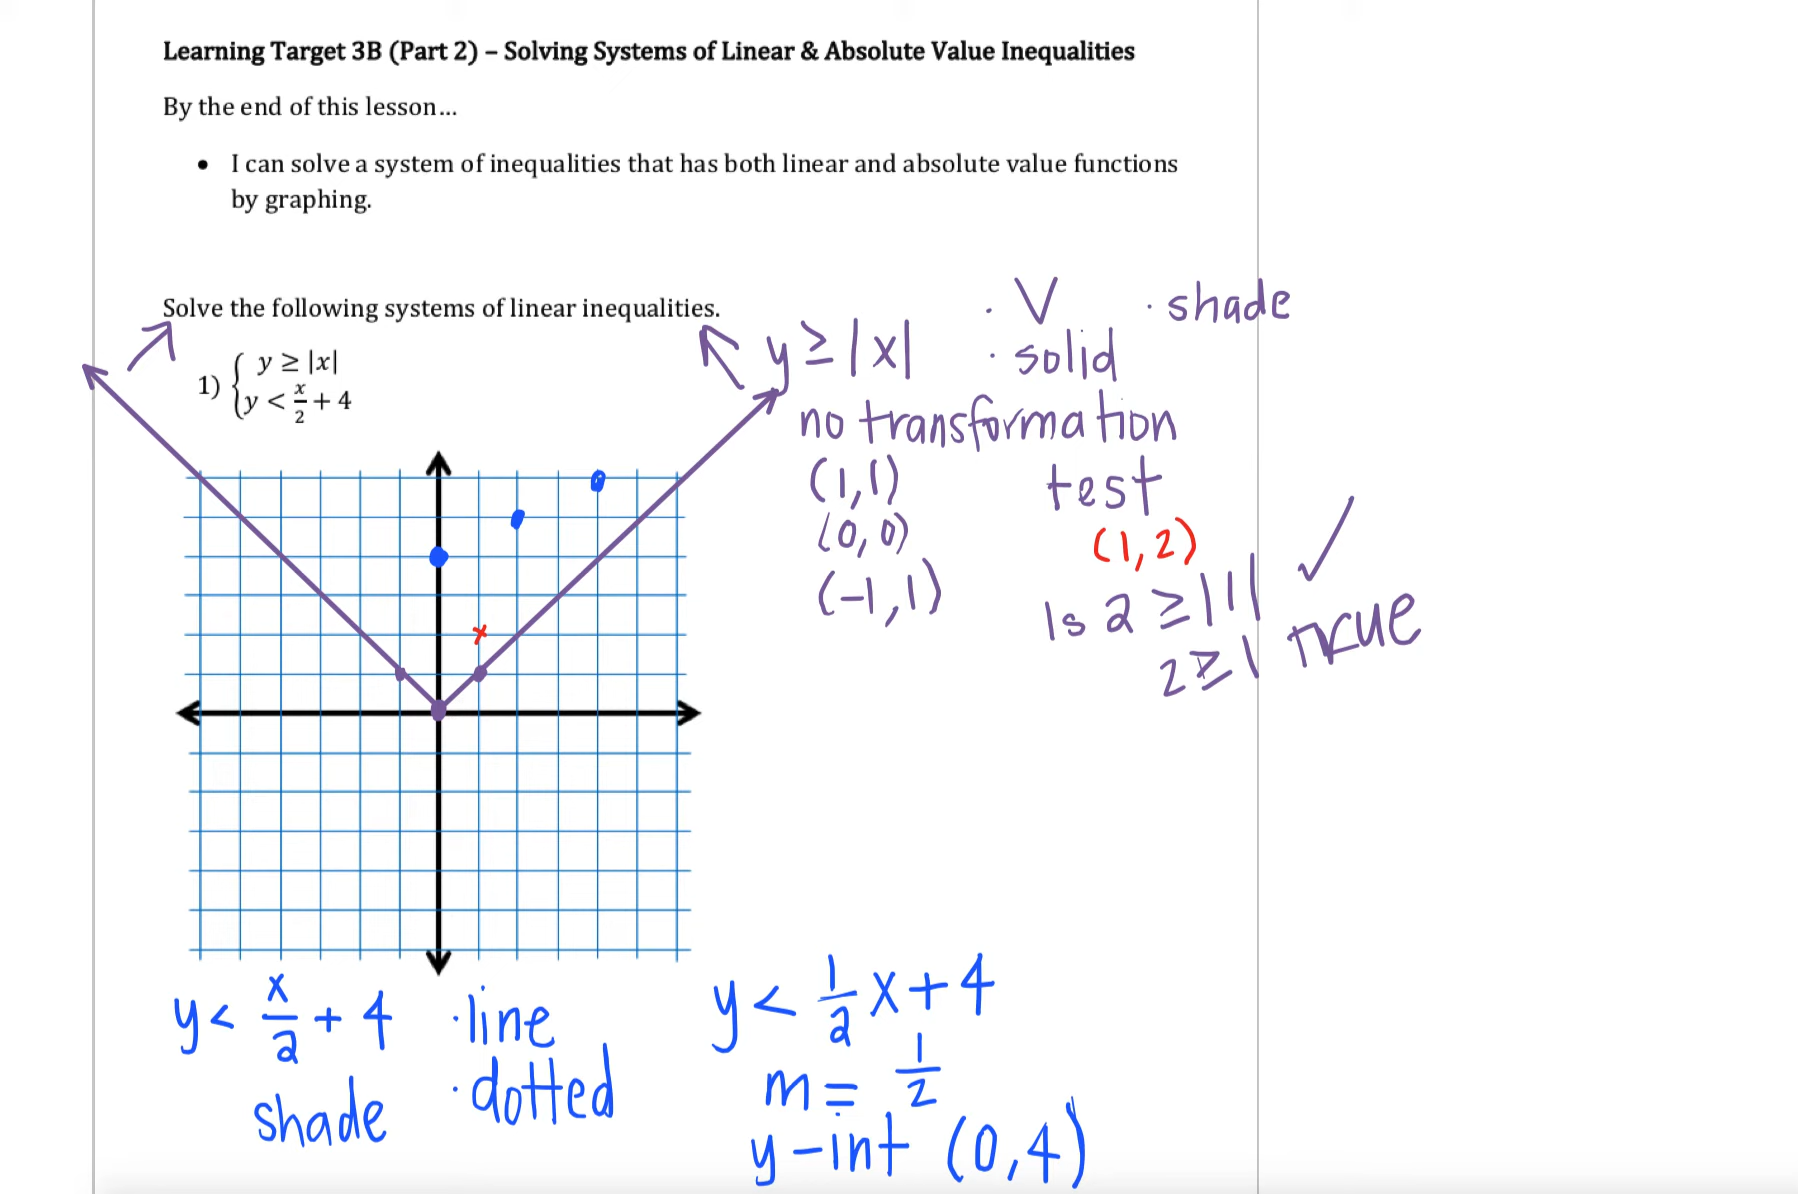 Learning Target 3B (Part 2) – Solving Systems of Linear & Absolute Value Inequalities
By the end of this lesson...
• I can solve a system of inequalities that has both linear and absolute value functions
by graphing.
Solve the following systems of linear inequalities.
1) { y ≥ |x|
y < x/2 + 4
y ≥ |x|
· V
· solid
· shade
no transformation
(1,1)
(0,0)
(-1,1)
test
(1,2)
Is 2 ≥ |1| ✓
2 ≥ 1 true
y < x/2 + 4
· line
· dotted
shade
y < 1/2 x + 4
m = 1/2
y-int (0,4)